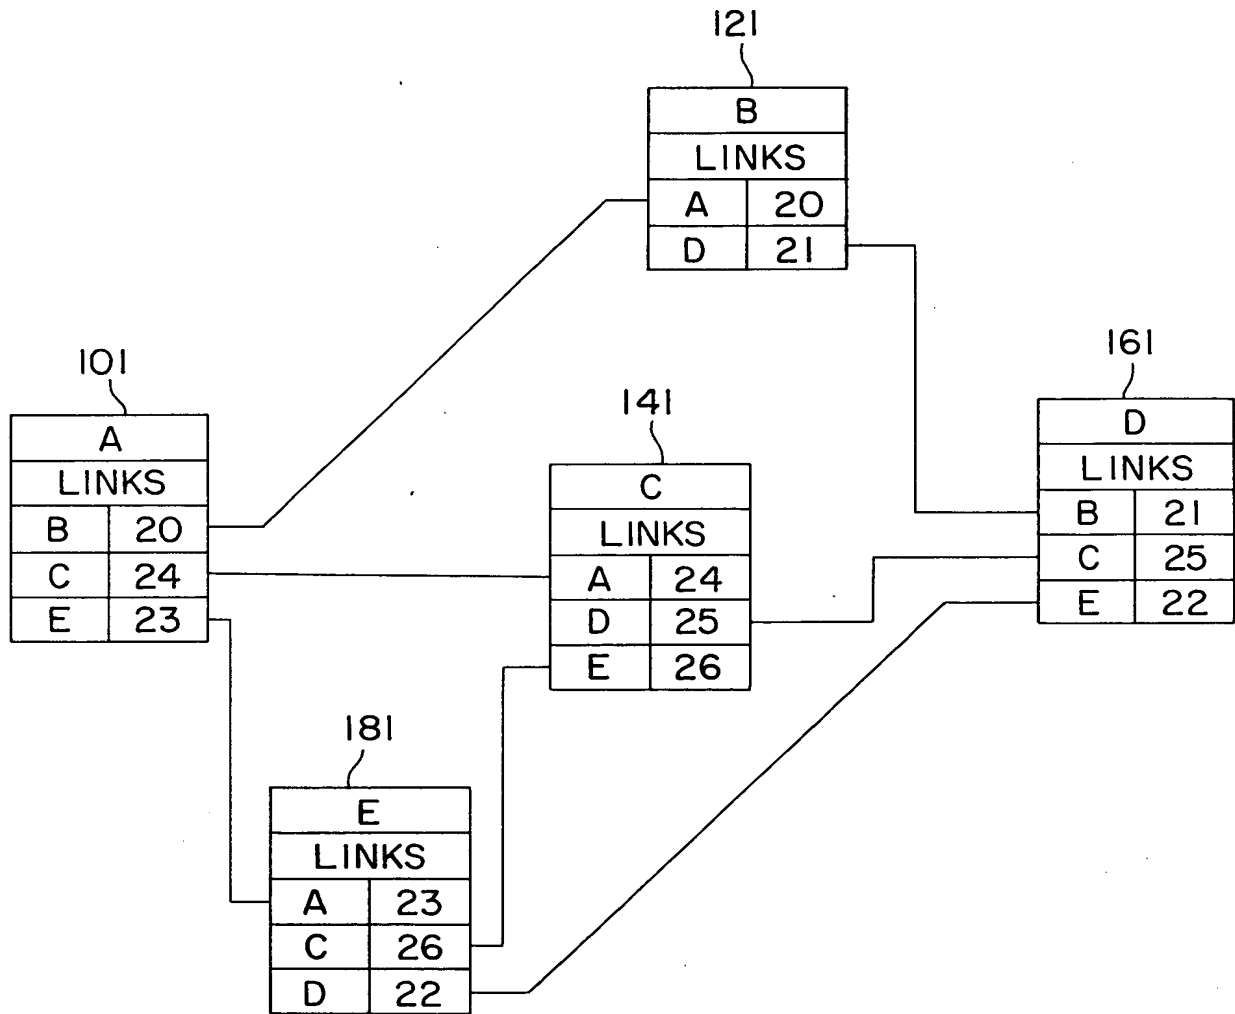 121
B
LINKS
A 20
D 21
101
A
LINKS
B 20
C 24
E 23
141
C
LINKS
A 24
D 25
E 26
161
D
LINKS
B 21
C 25
E 22
181
E
LINKS
A 23
C 26
D 22